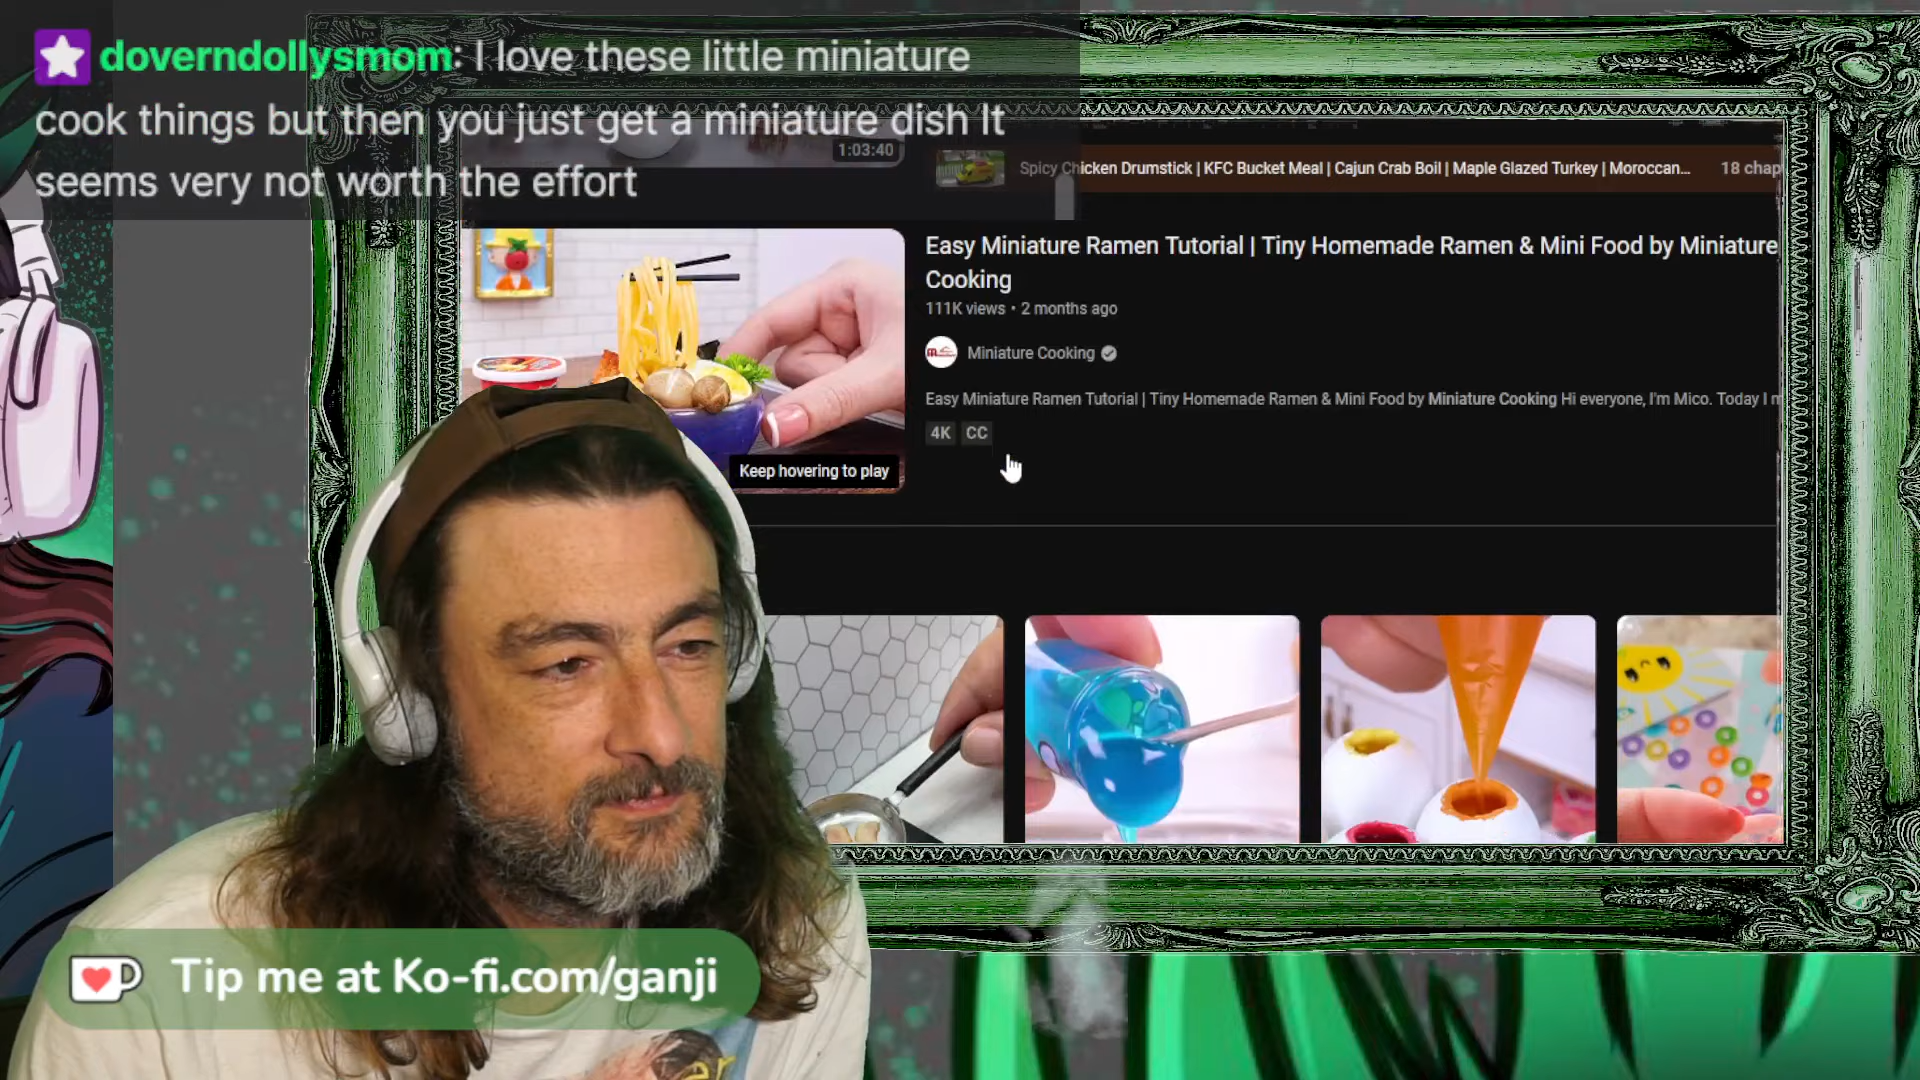 doverndollysmom: I love these little miniature
cook things but then you just get a miniature dish It
seems very not worth the effort
1:03:40
Spicy Chicken Drumstick | KFC Bucket Meal | Cajun Crab Boil | Maple Glazed Turkey | Moroccan...
18 chap
Easy Miniature Ramen Tutorial | Tiny Homemade Ramen & Mini Food by Miniature
Cooking
111K views • 2 months ago
Miniature Cooking
Easy Miniature Ramen Tutorial | Tiny Homemade Ramen & Mini Food by Miniature Cooking Hi everyone, I'm Mico. Today I
4K CC
Keep hovering to play
Tip me at Ko-fi.com/ganji